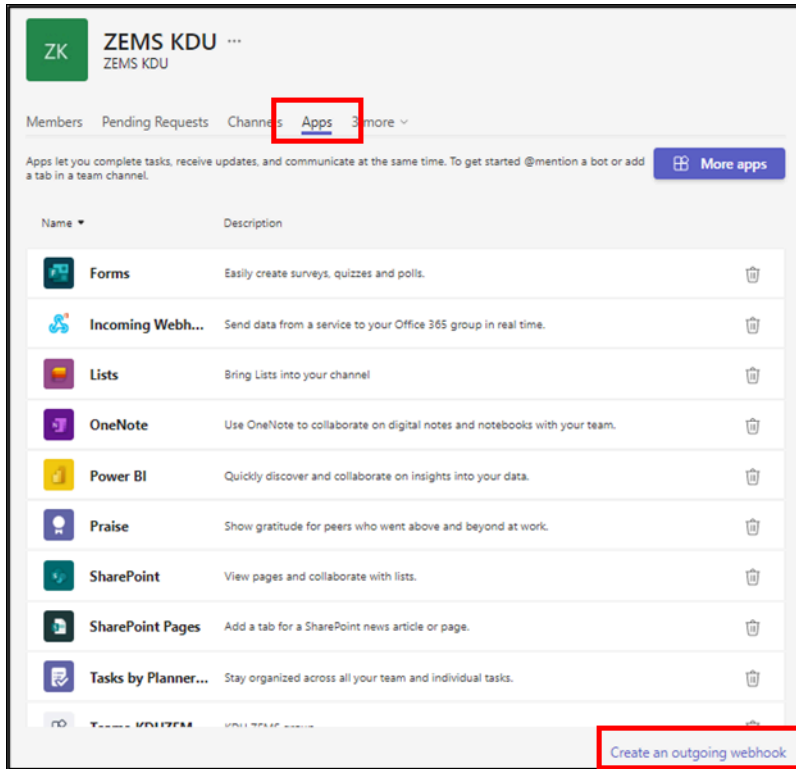 ZK
ZEMS KDU ...
ZEMS KDU
Members Pending Requests Channels Apps 3 more
Apps let you complete tasks, receive updates, and communicate at the same time. To get started @mention a bot or add
a tab in a team channel.
More apps
Name Description
Forms Easily create surveys, quizzes and polls.
Incoming Webh... Send data from a service to your Office 365 group in real time.
Lists Bring Lists into your channel
OneNote Use OneNote to collaborate on digital notes and notebooks with your team.
Power BI Quickly discover and collaborate on insights into your data.
Praise Show gratitude for peers who went above and beyond at work.
SharePoint View pages and collaborate with lists.
SharePoint Pages Add a tab for a SharePoint news article or page.
Tasks by Planner... Stay organized across all your team and individual tasks.
Create an outgoing webhook